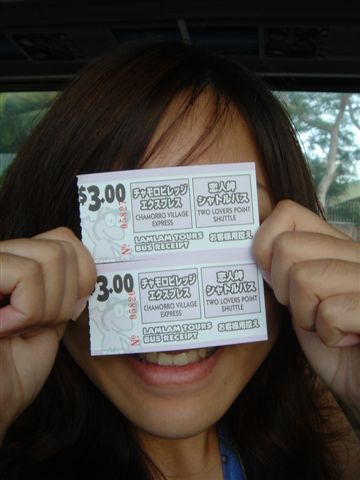 $3.00
チャモロビレッジ
エクスプレス
CHAMORRO VILLAGE
EXPRESS
恋人岬
シャトルバス
TWO LOVERS POINT
SHUTTLE
LAMLAM TOURS
BUS RECEIPT
お客様用控え
$3.00
チャモロビレッジ
エクスプレス
CHAMORRO VILLAGE
EXPRESS
恋人岬
シャトルバス
TWO LOVERS POINT
SHUTTLE
LAMLAM TOURS
BUS RECEIPT
お客様用控え